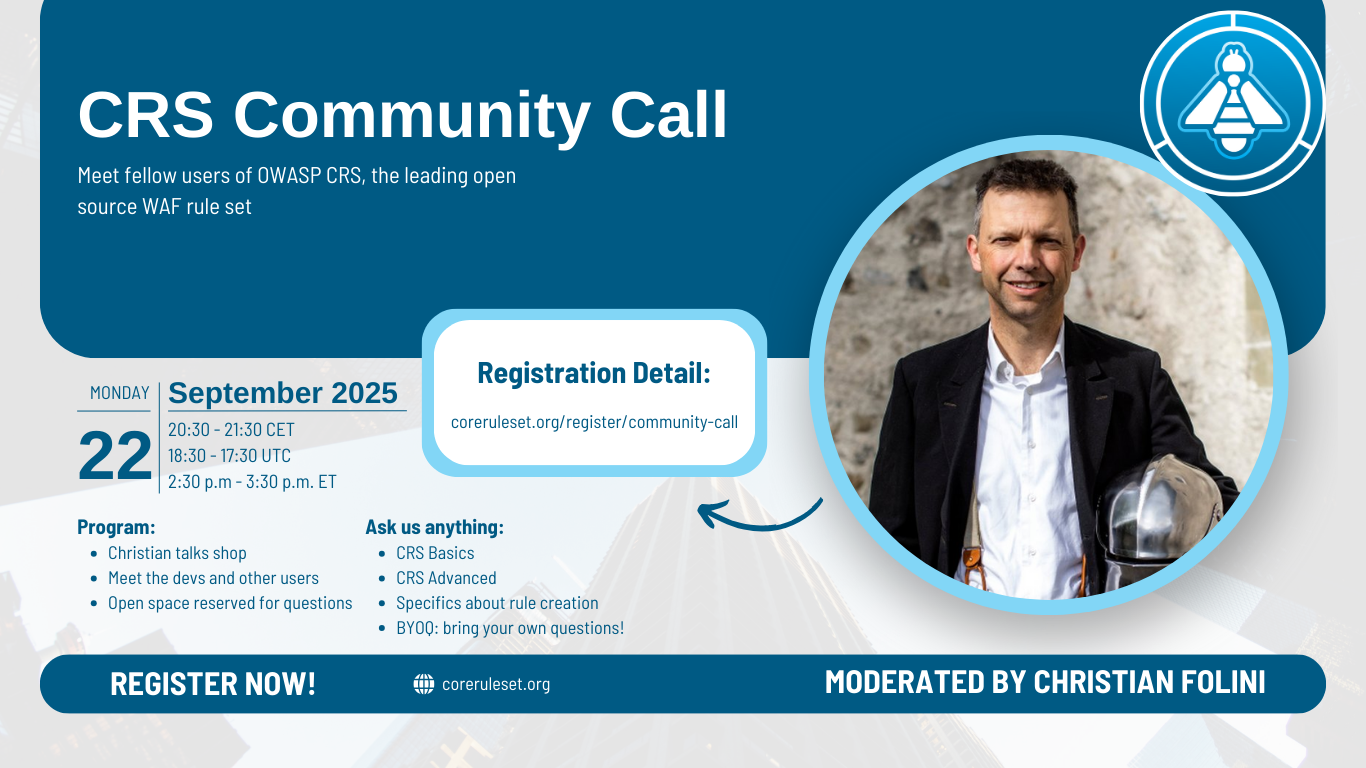 CRS Community Call
Meet fellow users of OWASP CRS, the leading open
source WAF rule set
Registration Detail:
coreruleset.org/register/community-call
MONDAY
22
September 2025
20:30 - 21:30 CET
18:30 - 17:30 UTC
2:30 p.m - 3:30 p.m. ET
Program:
• Christian talks shop
• Meet the devs and other users
• Open space reserved for questions
Ask us anything:
• CRS Basics
• CRS Advanced
• Specifics about rule creation
• BYOQ: bring your own questions!
REGISTER NOW!
coreruleset.org
MODERATED BY CHRISTIAN FOLINI